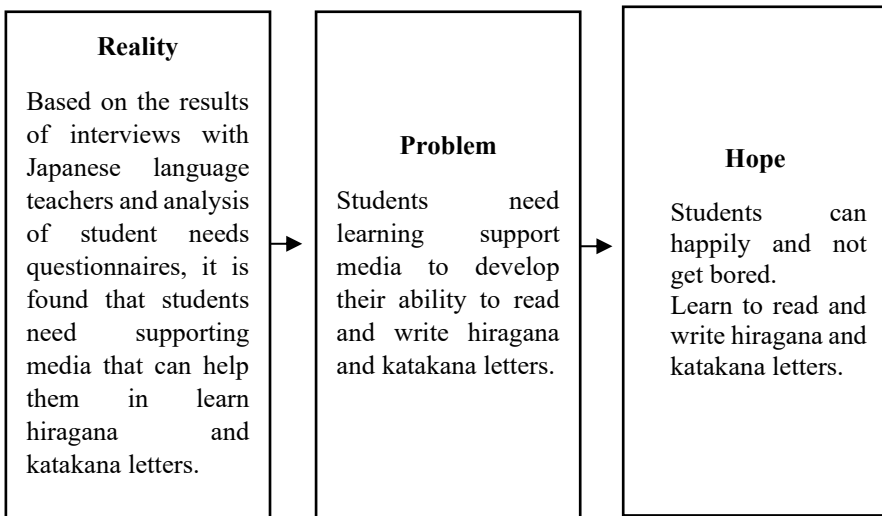 Reality
Based on the results
of interviews with
Japanese language
teachers and analysis
of student needs
questionnaires, it is
found that students
need supporting
media that can help
them in learn
hiragana and
katakana letters.
Problem
Students need
learning support
media to develop
their ability to read
and write hiragana
and katakana letters.
Hope
Students can
happily and not
get bored.
Learn to read and
write hiragana and
katakana letters.